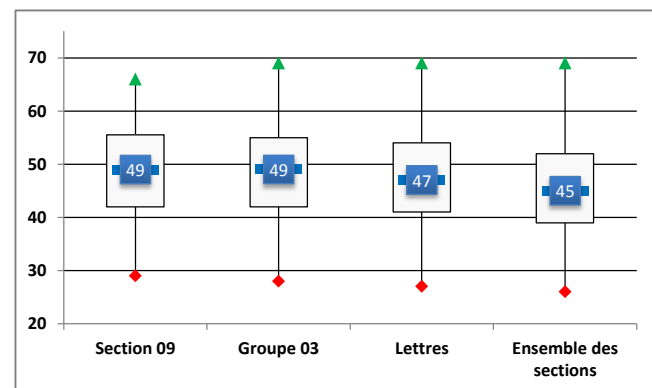 70
60
50
40
30
20
49
49
47
45
Section 09
Groupe 03
Lettres
Ensemble des
sections